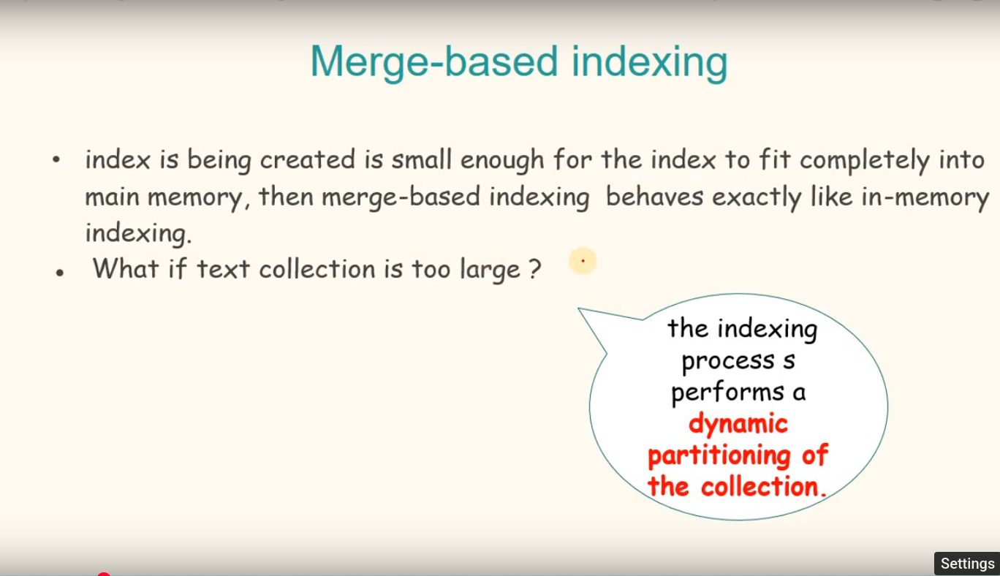 Merge-based indexing
• index is being created is small enough for the index to fit completely into
main memory, then merge-based indexing behaves exactly like in-memory
indexing.
• What if text collection is too large ?
the indexing
process s
performs a
dynamic
partitioning of
the collection.
Settings